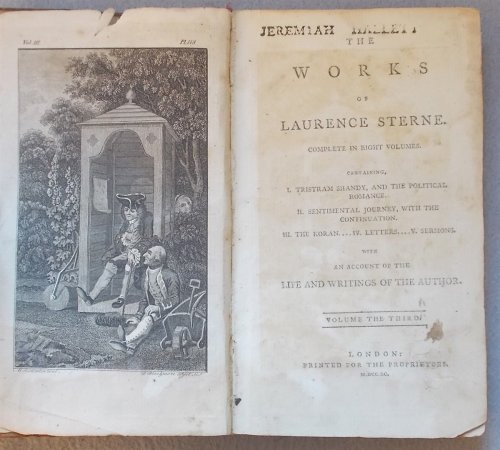 Vol. III
JEREMIAH HALLETT
THE
WORKS
OF
LAURENCE STERNE.
COMPLETE IN EIGHT VOLUMES.
CONTAINING,
I. TRISTRAM SHANDY, AND THE POLITICAL
ROMANCE.
II. SENTIMENTAL JOURNEY, WITH THE
CONTINUATION.
III. THE KORAN....IV. LETTERS....V. SERMONS.
WITH
AN ACCOUNT OF THE
LIFE AND WRITINGS OF THE AUTHOR.
VOLUME THE THIRD.
LONDON:
PRINTED FOR THE PROPRIETORS.
M.DCC.XC.